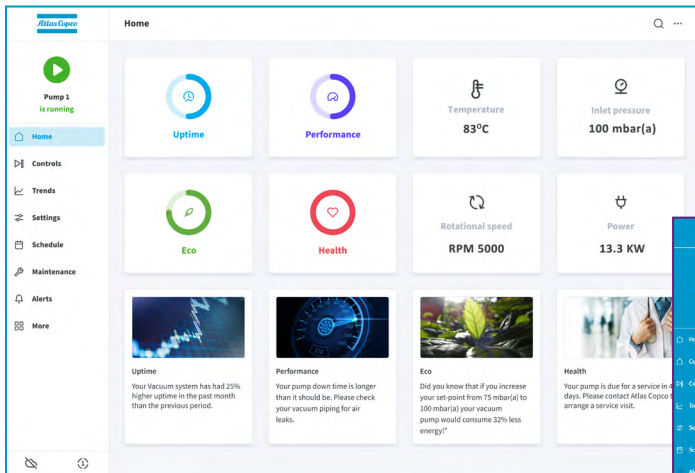 Atlas Copco
Home
Pump 1
is running
Home
Controls
Trends
Settings
Schedule
Maintenance
Alerts
More
Uptime
Performance
Temperature
83°C
Inlet pressure
100 mbar(a)
Eco
Health
Rotational speed
RPM 5000
Power
13.3 KW
Uptime
Your Vacuum system has had 25%
higher uptime in the past month
than the previous period.
Performance
Your pump down time is longer
than it should be. Please check
your vacuum piping for air
leaks.
Eco
Did you know that if you increase
your set-point from 75 mbar(a) to
100 mbar(a) your vacuum
pump would consume 32% less
energy!"
Health
Your pump is due for a service in 4
days. Please contact Atlas Copco
arrange a service visit.